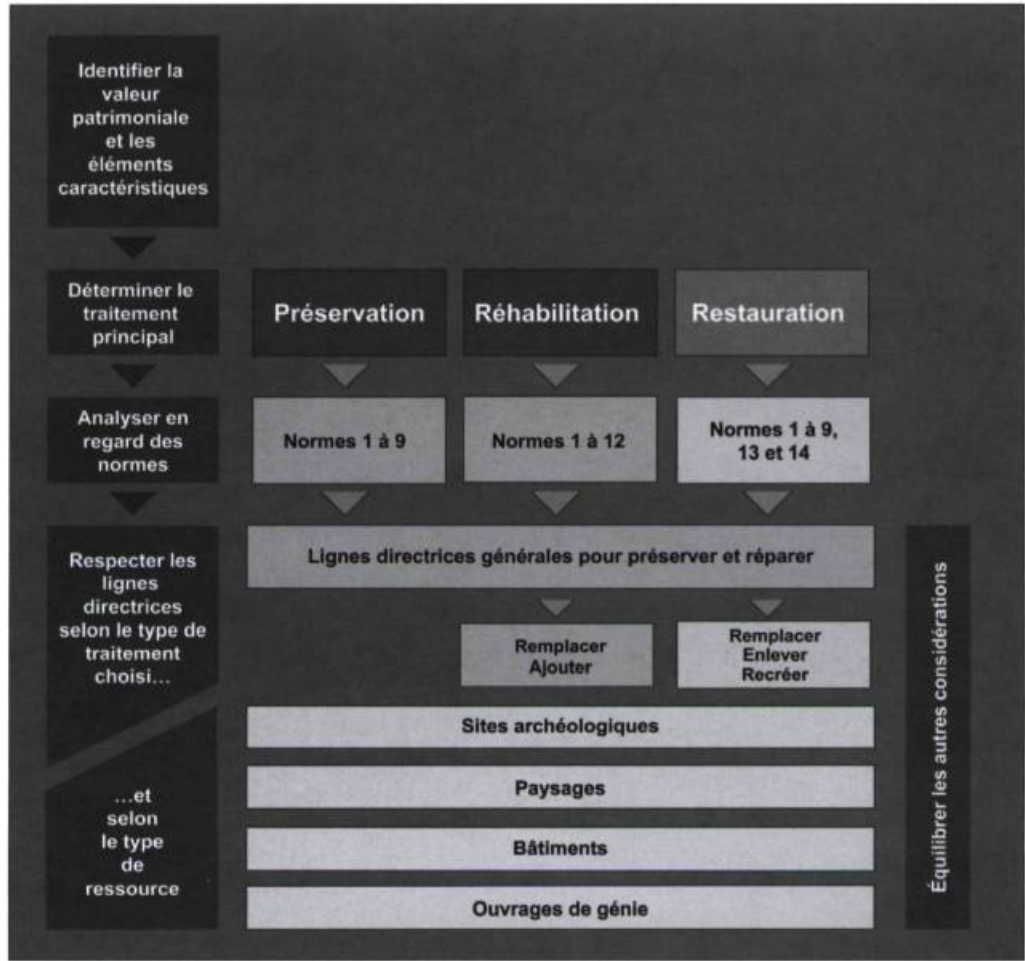 Identifier la
valeur
patrimoniale
et les
éléments
caractéristiques
Déterminer le
traitement
principal
Préservation
Réhabilitation
Restauration
Analyser en
regard des
normes
Normes 1 à 9
Normes 1 à 12
Normes 1 à 9,
13 et 14
Respecter les
lignes
directrices
selon le type de
traitement
choisi...
Lignes directrices générales pour préserver et réparer
Remplacer
Ajouter
Remplacer
Enlever
Recréer
...et
selon
le type
de
ressource
Sites archéologiques
Paysages
Bâtiments
Ouvrages de génie
Équilibrer les autres considérations